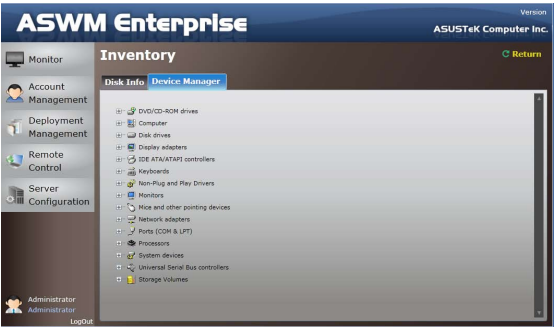 ASWM Enterprise
Version
ASUSTeK Computer Inc.
Monitor
Account
Management
Deployment
Management
Remote
Control
Server
Configuration
Inventory
Return
Disk Info
Device Manager
DVD/CD-ROM drives
Computer
Disk drives
Display adapters
IDE ATA/ATAPI controllers
Keyboards
Non-Plug and Play Drivers
Monitors
Mice and other pointing devices
Network adapters
Ports (COM & LPT)
Processors
System devices
Universal Serial Bus controllers
Storage Volumes
Administrator
Administrator
LogOut